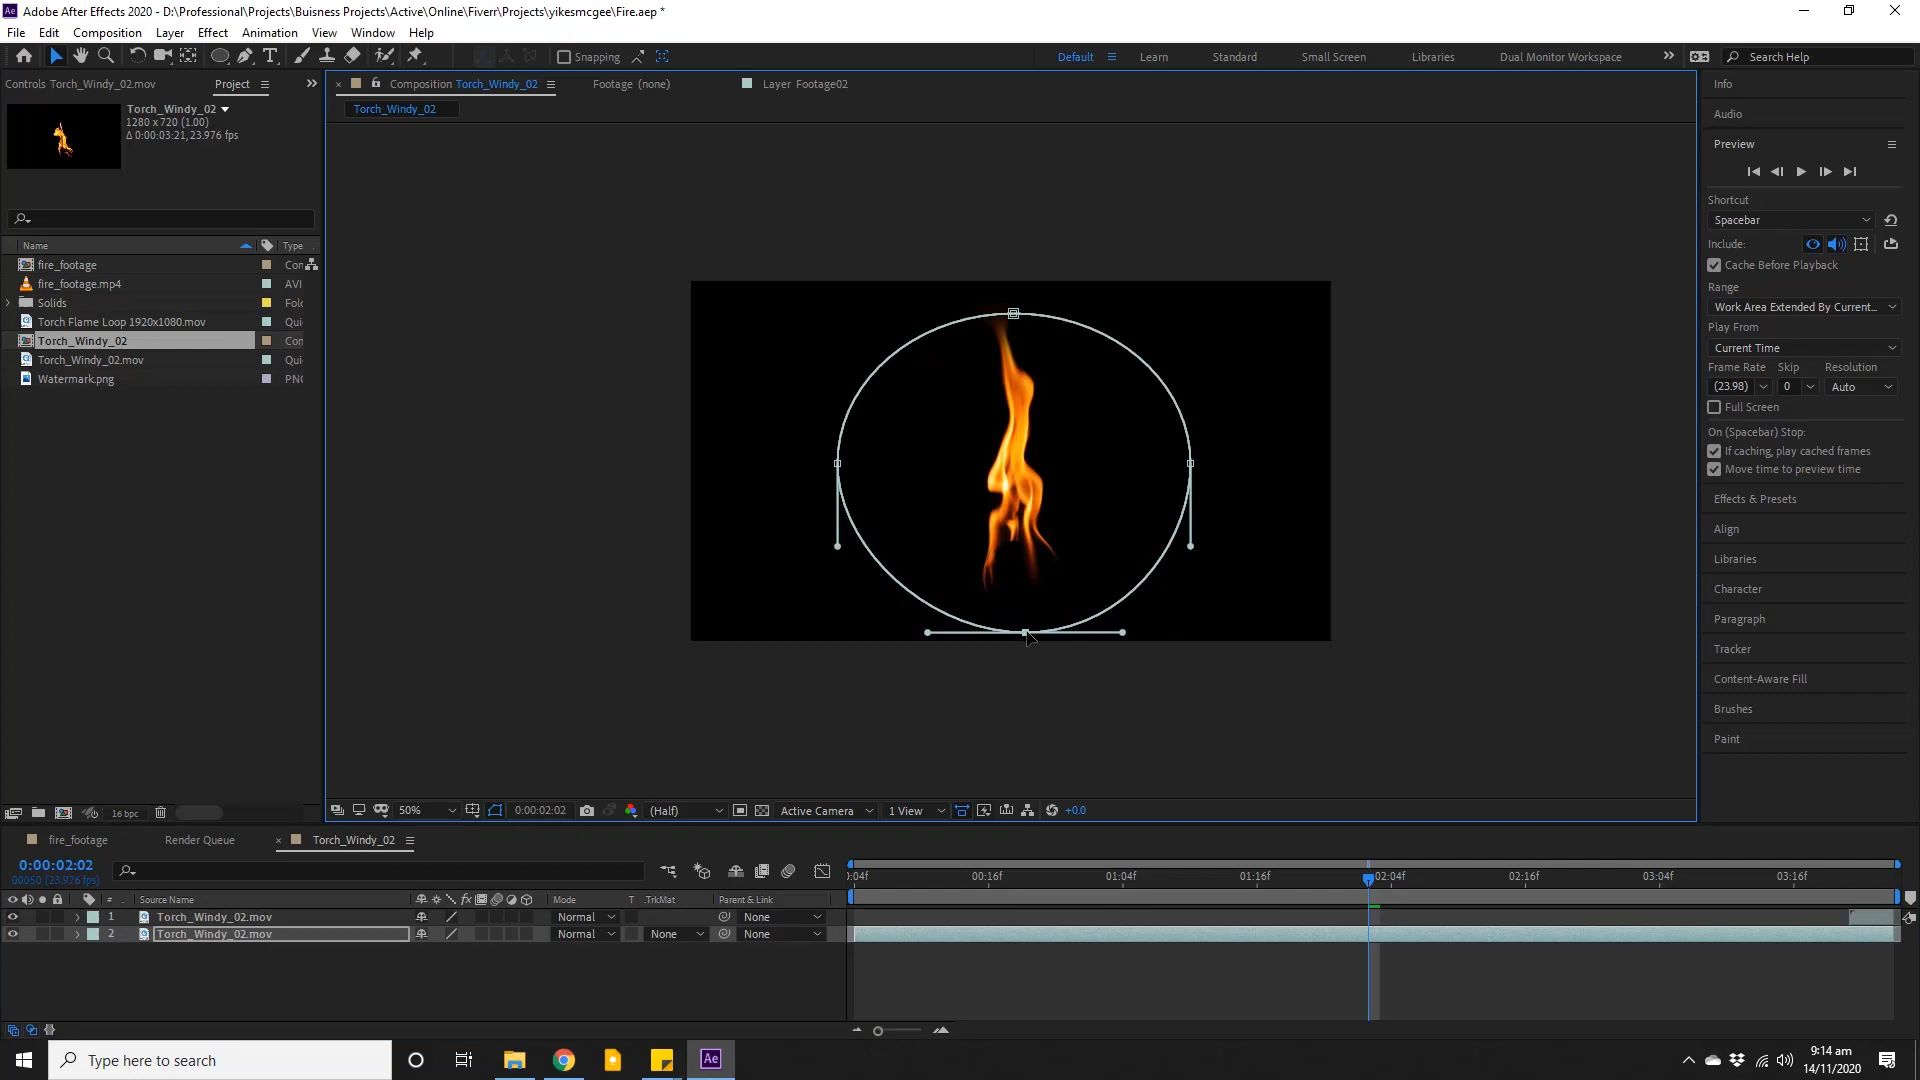 Ae Adobe After Effects 2020 - D:\Professional\Projects\Buisness Projects\Active\Online\Fiverr\Projects\yikesmcgee\Fire.aep *
File Edit Composition Layer Effect Animation View Window Help
Snapping Default Learn Standard Small Screen Libraries Dual Monitor Workspace Search Help
Controls Torch_Windy_02.mov Project
Composition Torch_Windy_02 Footage (none) Layer Footage02
Torch_Windy_02
Torch_Windy_02
1280 x 720 (1.00)
Δ 0:00:03:21, 23.976 fps
Name Type
fire_footage Con
fire_footage.mp4 AVI
Solids Fold
Torch Flame Loop 1920x1080.mov Quic
Torch_Windy_02 Con
Torch_Windy_02.mov Quic
Watermark.png PNG
16 bpc
Info
Audio
Preview
Shortcut
Spacebar
Include:
Cache Before Playback
Range
Work Area Extended By Current...
Play From
Current Time
Frame Rate Skip Resolution
(23.98) 0 Auto
Full Screen
On (Spacebar) Stop:
If caching, play cached frames
Move time to preview time
Effects & Presets
Align
Libraries
Character
Paragraph
Tracker
Content-Aware Fill
Brushes
Paint
50% 0:00:02:02 (Half) Active Camera 1 View +0.0
fire_footage Render Queue Torch_Windy_02
0:00:02:02
00050 (23.976 fps)
):04f 00:16f 01:04f 01:16f 02:04f 02:16f 03:04f 03:16f
# Source Name Mode T .TrkMat Parent & Link
1 Torch_Windy_02.mov Normal None
2 Torch_Windy_02.mov Normal None None
Type here to search
Ae
9:14 am
14/11/2020